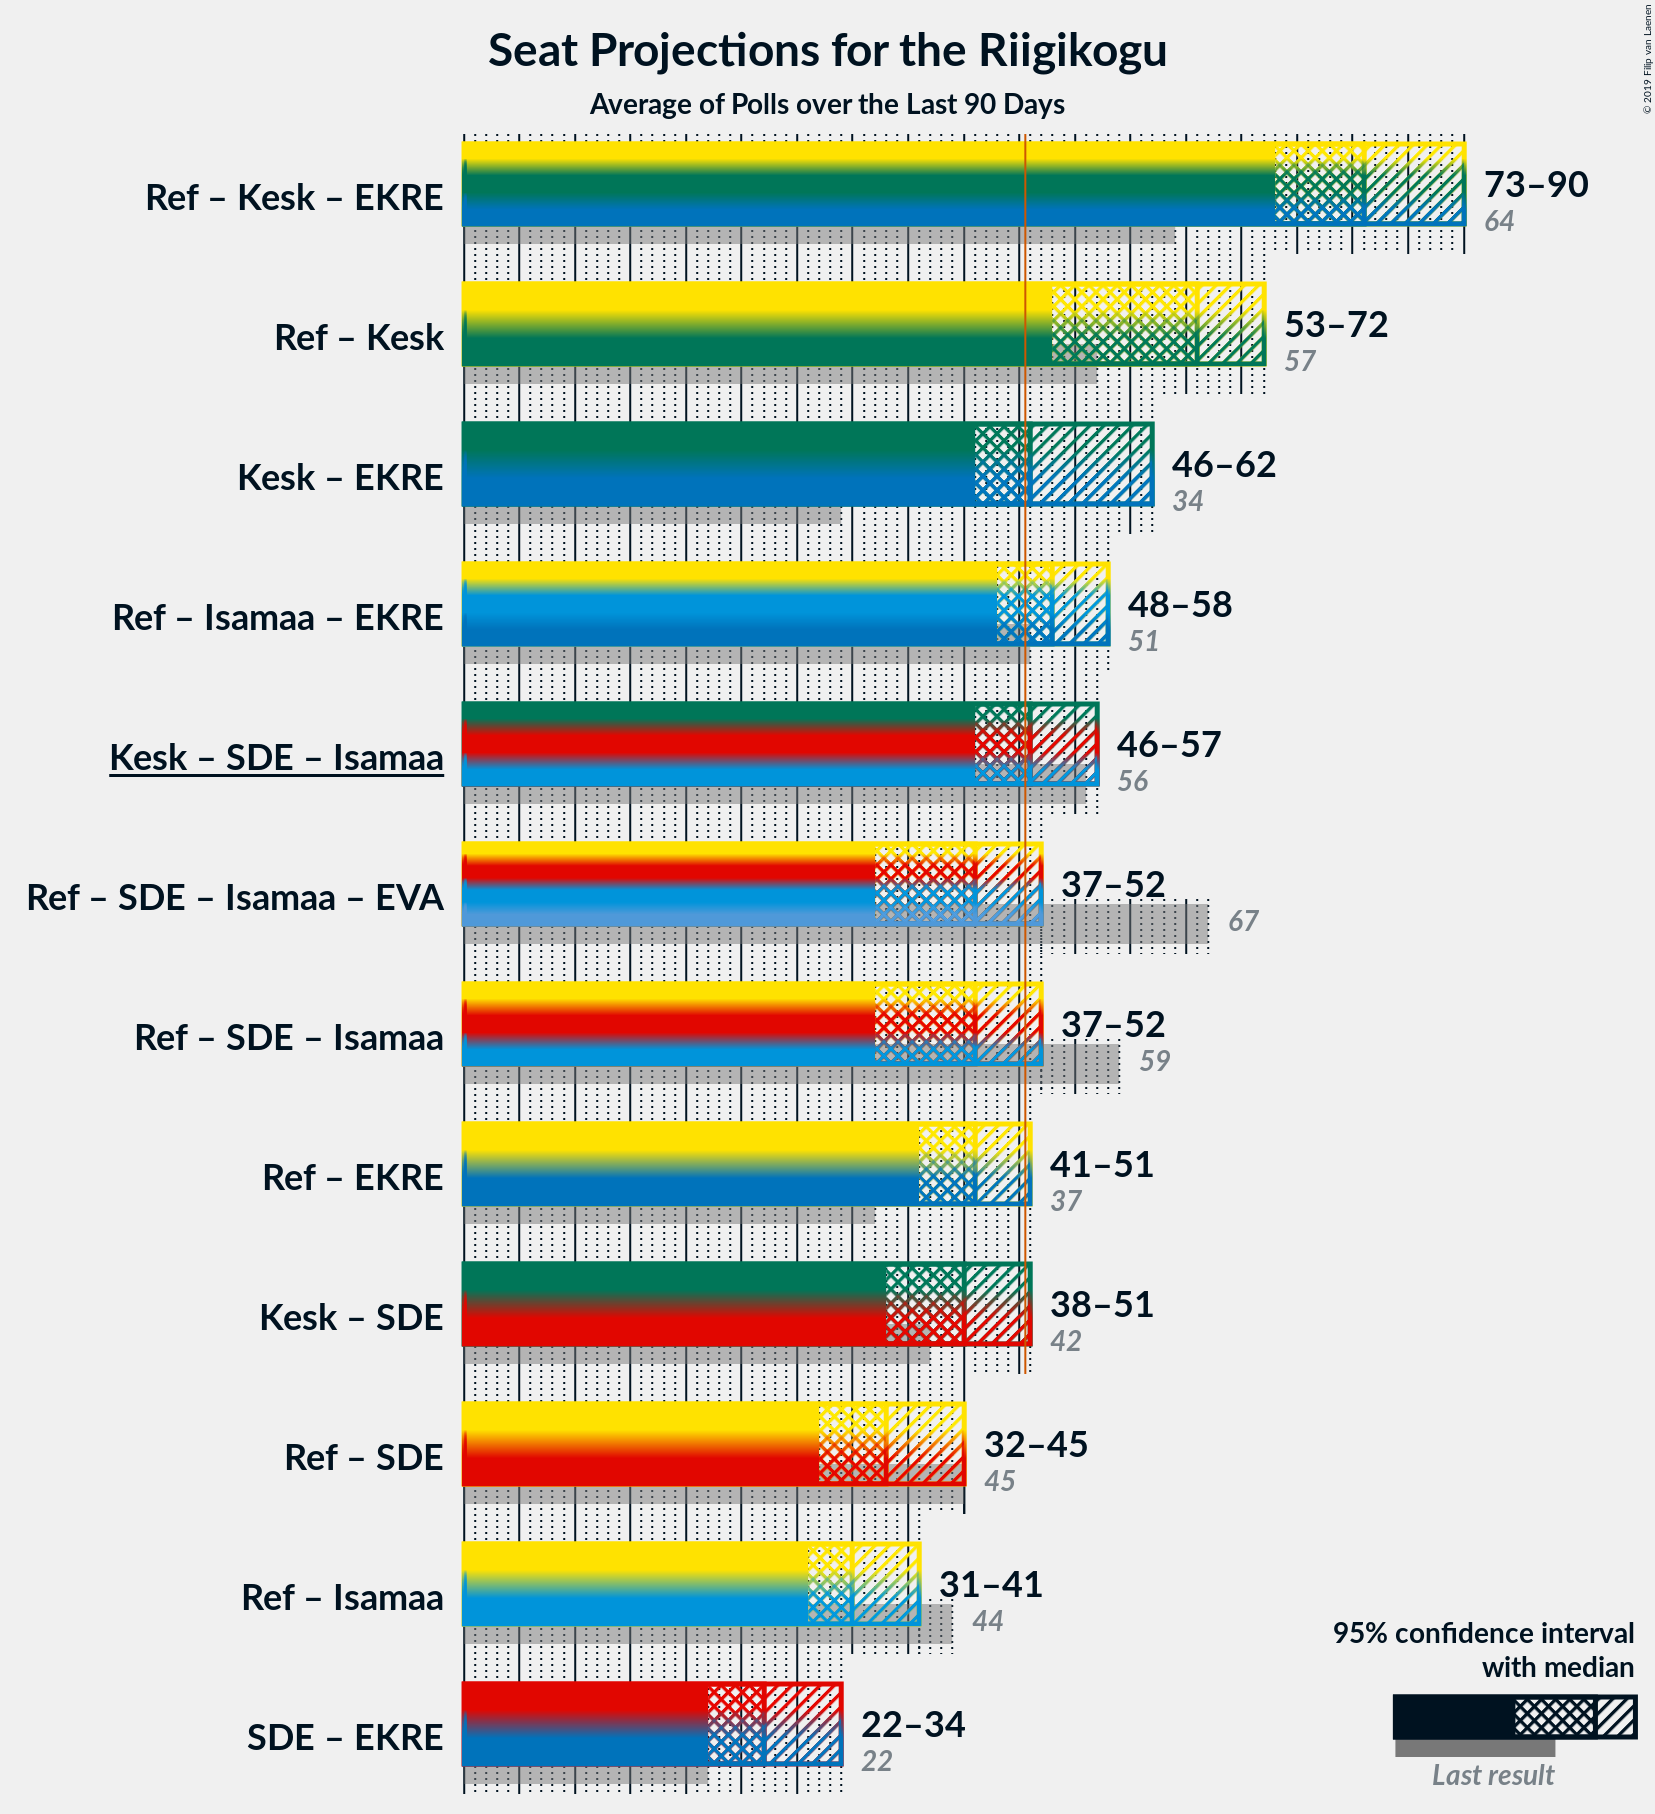 Seat Projections for the Riigikogu
Average of Polls over the Last 90 Days
© 2019 Filip van Laenen
Ref – Kesk – EKRE
73–90
64
Ref – Kesk
53–72
57
Kesk – EKRE
46–62
34
Ref – Isamaa – EKRE
48–58
51
Kesk – SDE – Isamaa
46–57
56
Ref – SDE – Isamaa – EVA
37–52
67
Ref – SDE – Isamaa
37–52
59
Ref – EKRE
41–51
37
Kesk – SDE
38–51
42
Ref – SDE
32–45
45
Ref – Isamaa
31–41
44
SDE – EKRE
22–34
22
95% confidence interval
with median
Last result